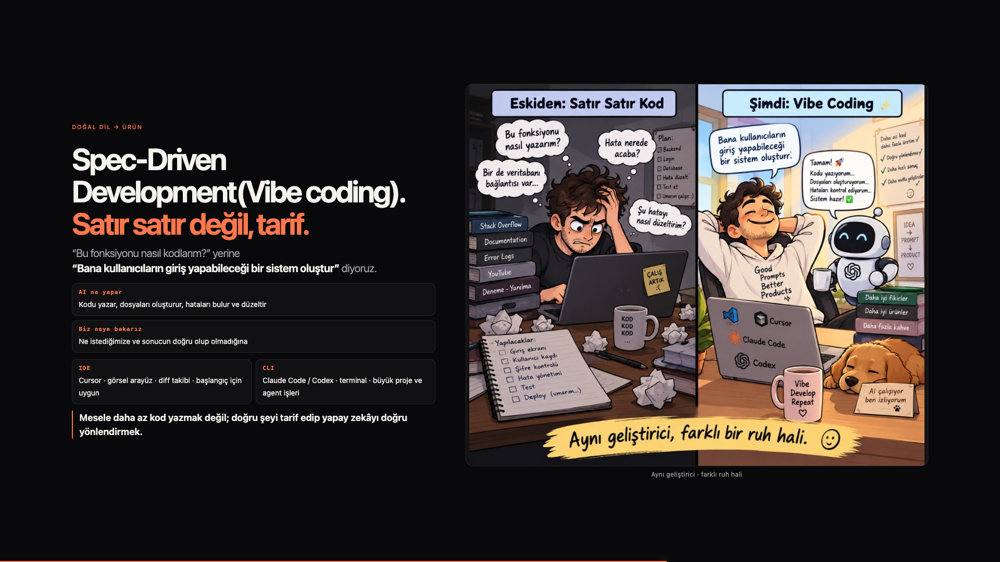 DOĞAL DİL → ÜRÜN
Spec-Driven
Development(Vibe coding).
Satır satır değil, tarif.
“Bu fonksiyonu nasıl kodlarım?” yerine
“Bana kullanıcıların giriş yapabileceği bir sistem oluştur” diyoruz.
AI ne yapar
Kodu yazar, dosyaları oluşturur, hataları bulur ve düzeltir
Biz neye bakarız
Ne istediğimize ve sonucun doğru olup olmadığına
IDE
Cursor · görsel arayüz · diff takibi · başlangıç için
uygun
CLI
Claude Code / Codex · terminal · büyük proje ve
agent işleri
Mesele daha az kod yazmak değil; doğru şeyi tarif edip yapay zekâyı doğru
yönlendirmek.
Eskiden: Satır Satır Kod
Bu fonksiyonu
nasıl yazarım?
Hata nerede
acaba?
Bir de veritabanı
bağlantısı var...
Şu hatayı
nasıl düzeltirim?
Plan:
Backend
Login
Database
Hata düzelt
Test et
Umarım çalışır :)
Stack Overflow
Documentation
Error Logs
YouTube
Deneme - Yanılma
ÇALIŞ
ARTIK
:(
KOD
KOD
KOD
...
Yapılacaklar:
Giriş ekranı
Kullanıcı kaydı
Şifre kontrolü
Hata yönetimi
Test
Deploy (umarım...)
Şimdi: Vibe Coding ✨
Bana kullanıcıların
giriş yapabileceği
bir sistem oluşturr.
Tamam! 🚀
Kodu yazıyorum...
Dosyaları oluşturuyorum...
Hataları kontrol ediyorum...
Sistem hazır! ✅
Daha az kod
daha fazla üretim ✓
✓ Doğru yönlendirme ✓
✓ Daha hızlı sonuç
✓ Daha mutlu geliştiriciler
IDEA
→
PROMPT
↓
PRODUCT
♡
Good
Prompts
Better
Products
Cursor
Claude Code
Codex
Daha iyi fikirler
Daha iyi ürünler
Daha fazla kahve
Vibe
Develop
Repeat
♡
AI çalışıyor
ben izliyorum
Aynı geliştirici, farklı bir ruh hali.
Aynı geliştirici · farklı ruh hali